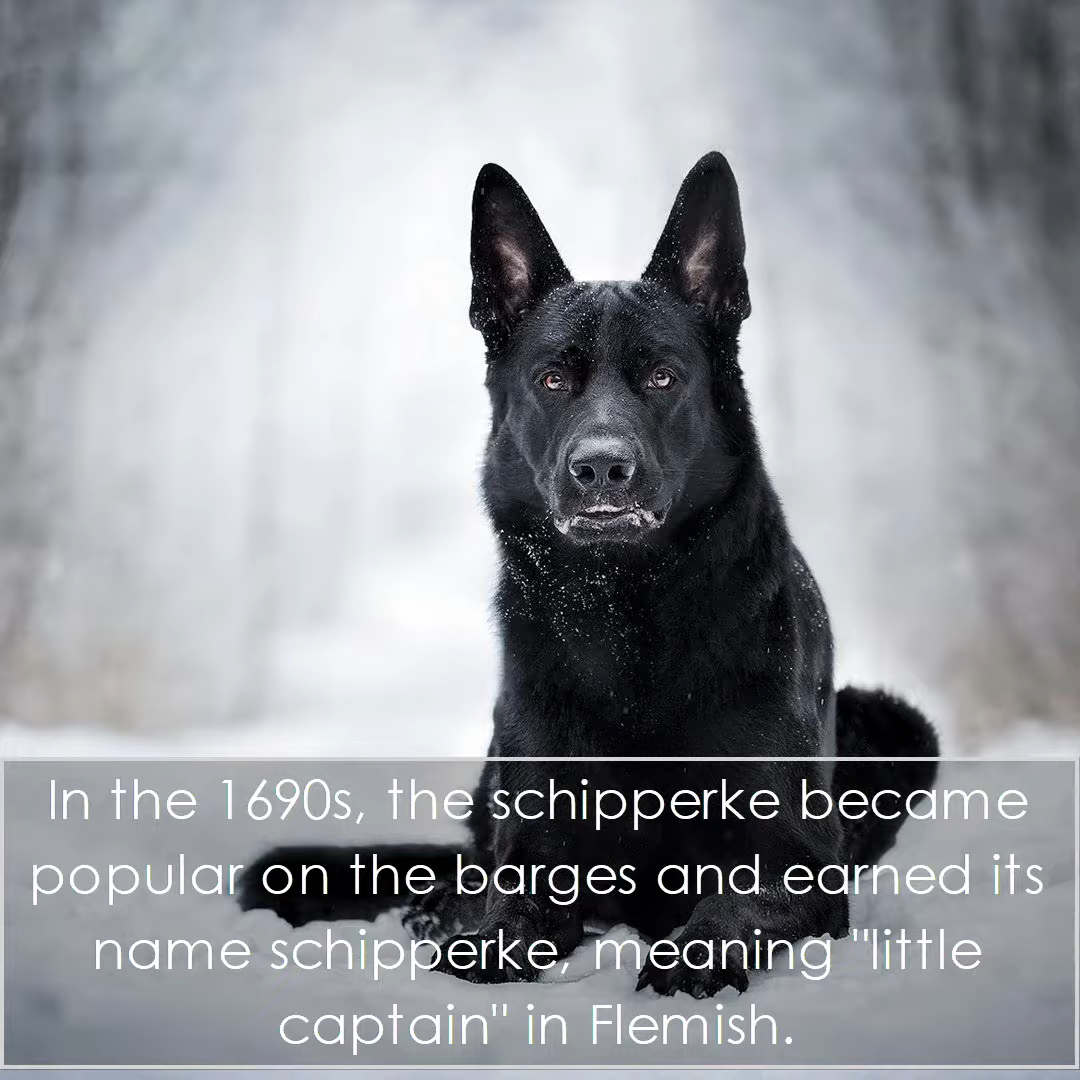 In the 1690s, the schipperke became
popular on the barges and earned its
name schipperke, meaning "little
captain" in Flemish.